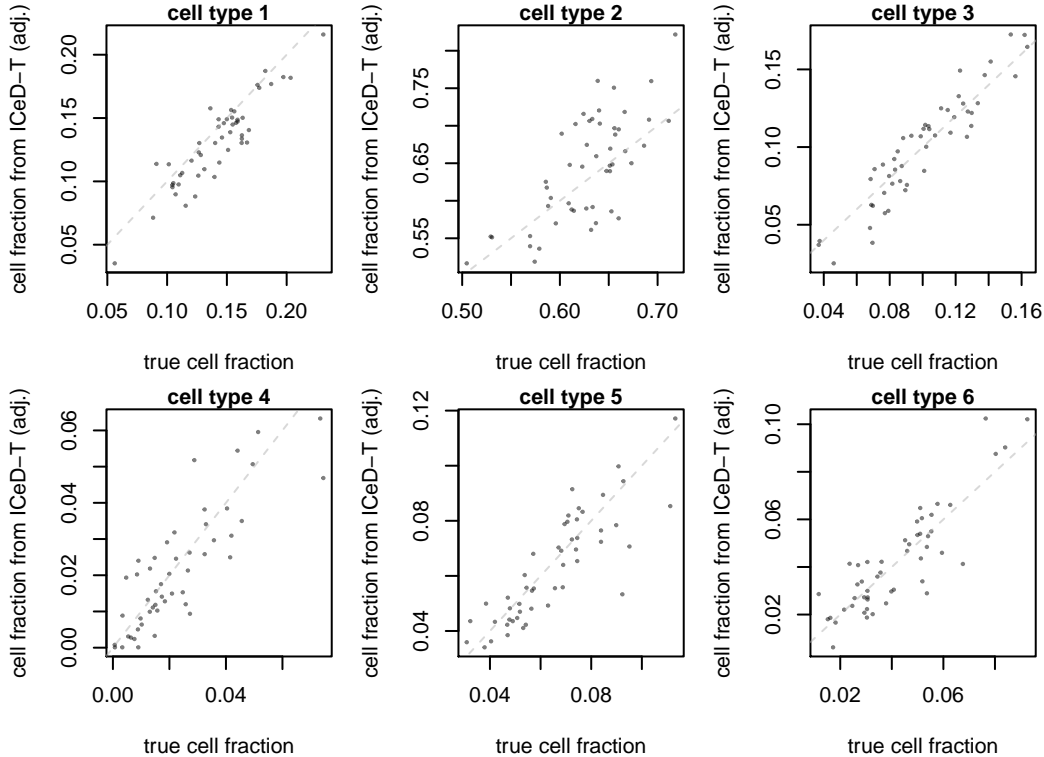 cell type 1
cell fraction from ICeD−T (adj.)
0.05 0.10 0.15 0.20
0.05 0.10 0.15 0.20
true cell fraction
cell type 2
cell fraction from ICeD−T (adj.)
0.55 0.65 0.75
0.50 0.60 0.70
true cell fraction
cell type 3
cell fraction from ICeD−T (adj.)
0.05 0.10 0.15
0.04 0.08 0.12 0.16
true cell fraction
cell type 4
cell fraction from ICeD−T (adj.)
0.00 0.02 0.04 0.06
0.00 0.04
true cell fraction
cell type 5
cell fraction from ICeD−T (adj.)
0.04 0.08 0.12
0.04 0.08
true cell fraction
cell type 6
cell fraction from ICeD−T (adj.)
0.02 0.06 0.10
0.02 0.06
true cell fraction